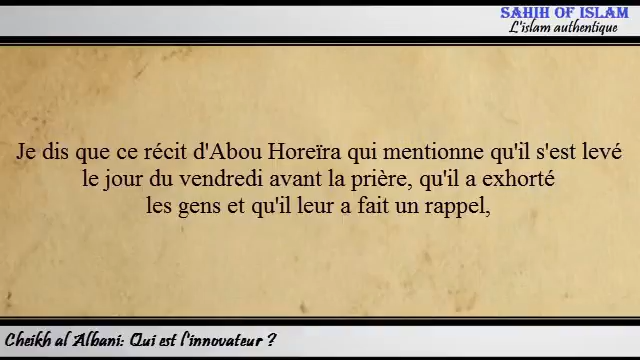 SAHIH OF ISLAM
L'islam authentique
Je dis que ce récit d'Abou Horeïra qui mentionne qu'il s'est levé
le jour du vendredi avant la prière, qu'il a exhorté
les gens et qu'il leur a fait un rappel,
Cheikh al Albani: Qui est l'innovateur ?